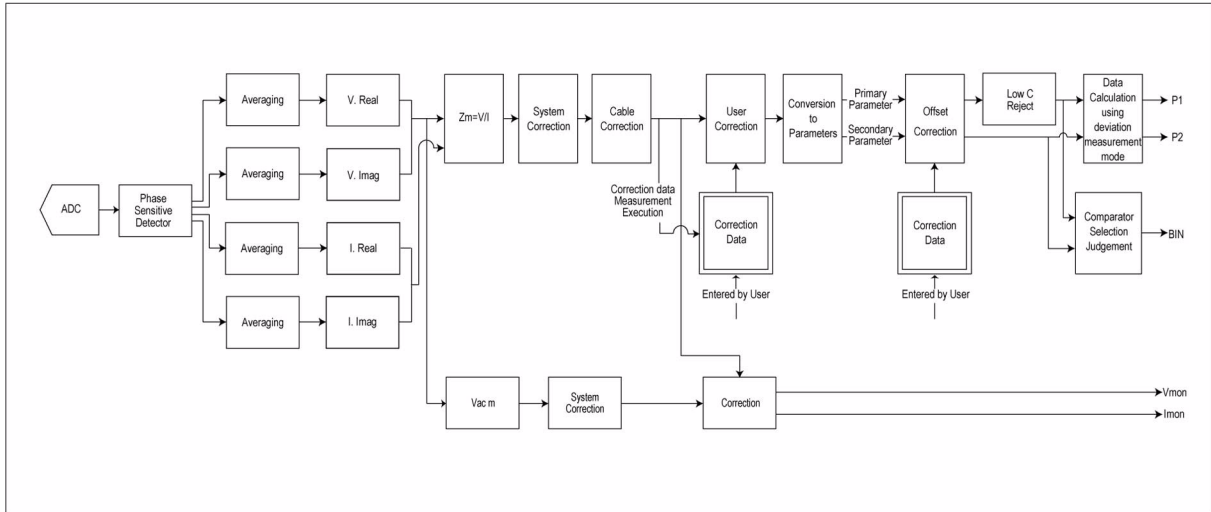 ADC
Phase
Sensitive
Detector
Averaging
V. Real
Averaging
V. Imag
Averaging
I. Real
Averaging
I. Imag
Zm=V/I
System
Correction
Cable
Correction
Correction data
Measurement
Execution
User
Correction
Correction
Data
Entered by User
Conversion
to
Parameters
Primary
Parameter
Secondary
Parameter
Offset
Correction
Correction
Data
Entered by User
Low C
Reject
Data
Calculation
using
deviation
measurement
mode
P1
P2
Comparator
Selection
Judgement
BIN
Vac m
System
Correction
Correction
Vmon
Imon